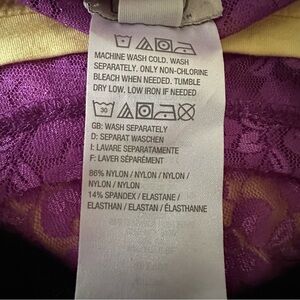 MACHINE WASH COLD. WASH
SEPARATELY. ONLY NON-CHLORINE
BLEACH WHEN NEEDED. TUMBLE
DRY LOW. LOW IRON IF NEEDED
30
GB: WASH SEPARATELY
D: SEPARAT WASCHEN
I: LAVARE SEPARATAMENTE
F: LAVER SÉPARÉMENT
86% NYLON / NYLON / NYLON
/ NYLON / NYLON
14% SPANDEX / ELASTANE /
ELASTHAN / ELASTAN / ÉLASTHANNE